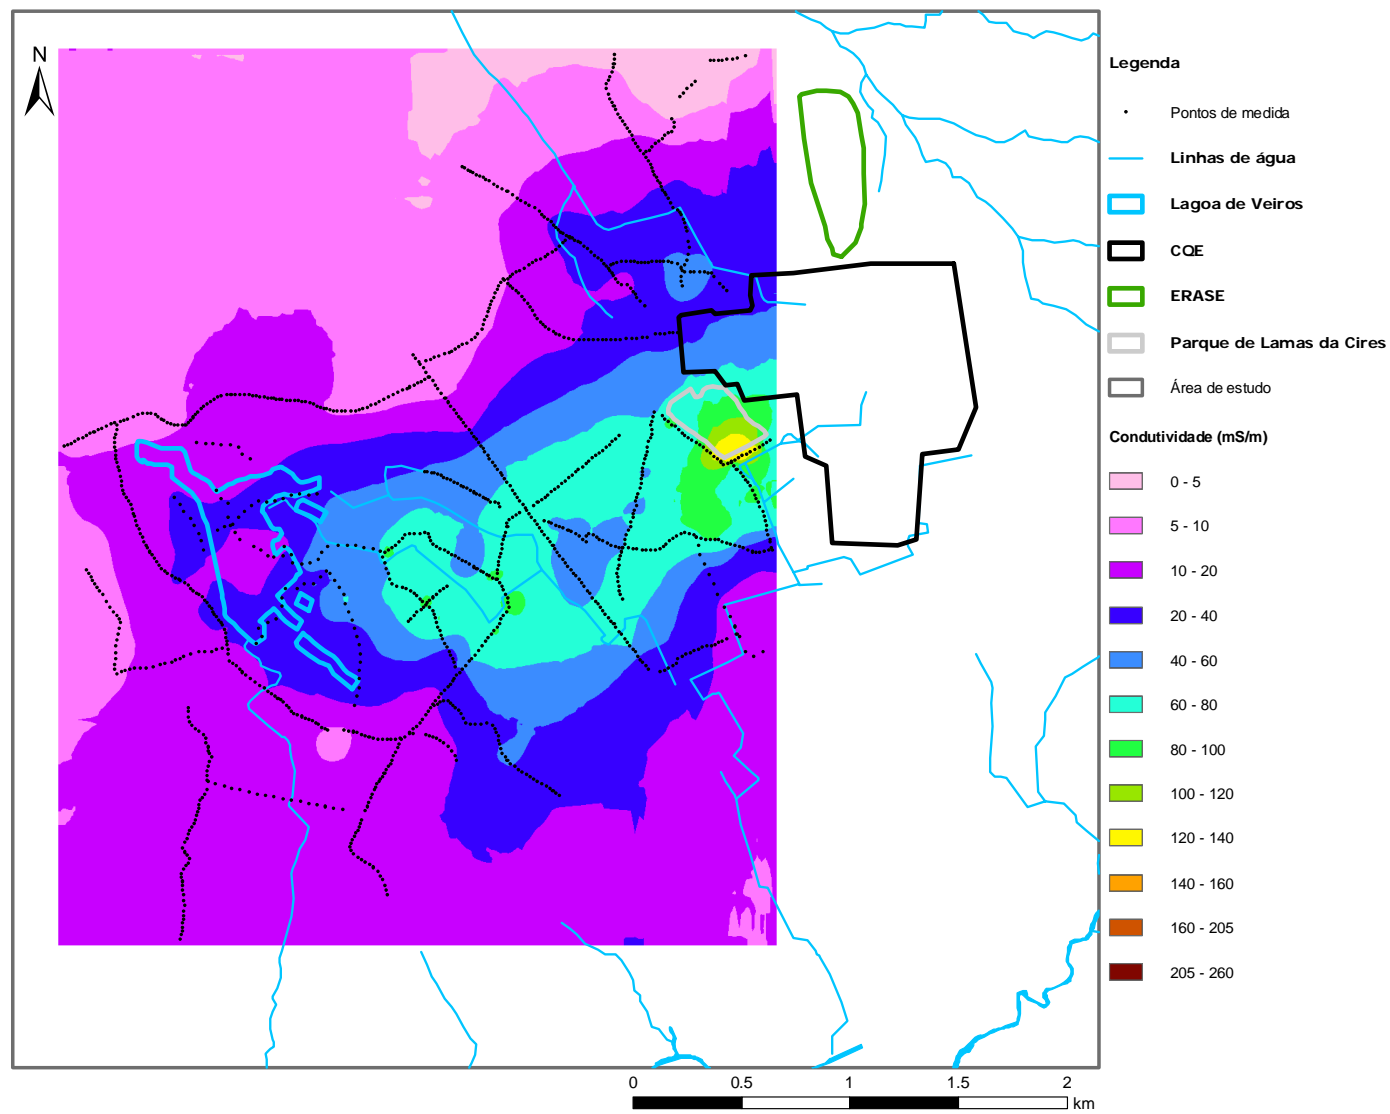 N
Legenda
Pontos de medida
Linhas de água
Lagoa de Veiros
CQE
ERASE
Parque de Lamas da Cires
Área de estudo
Condutividade (mS/m)
0 - 5
5 - 10
10 - 20
20 - 40
40 - 60
60 - 80
80 - 100
100 - 120
120 - 140
140 - 160
160 - 205
205 - 260
0 0.5 1 1.5 2
km